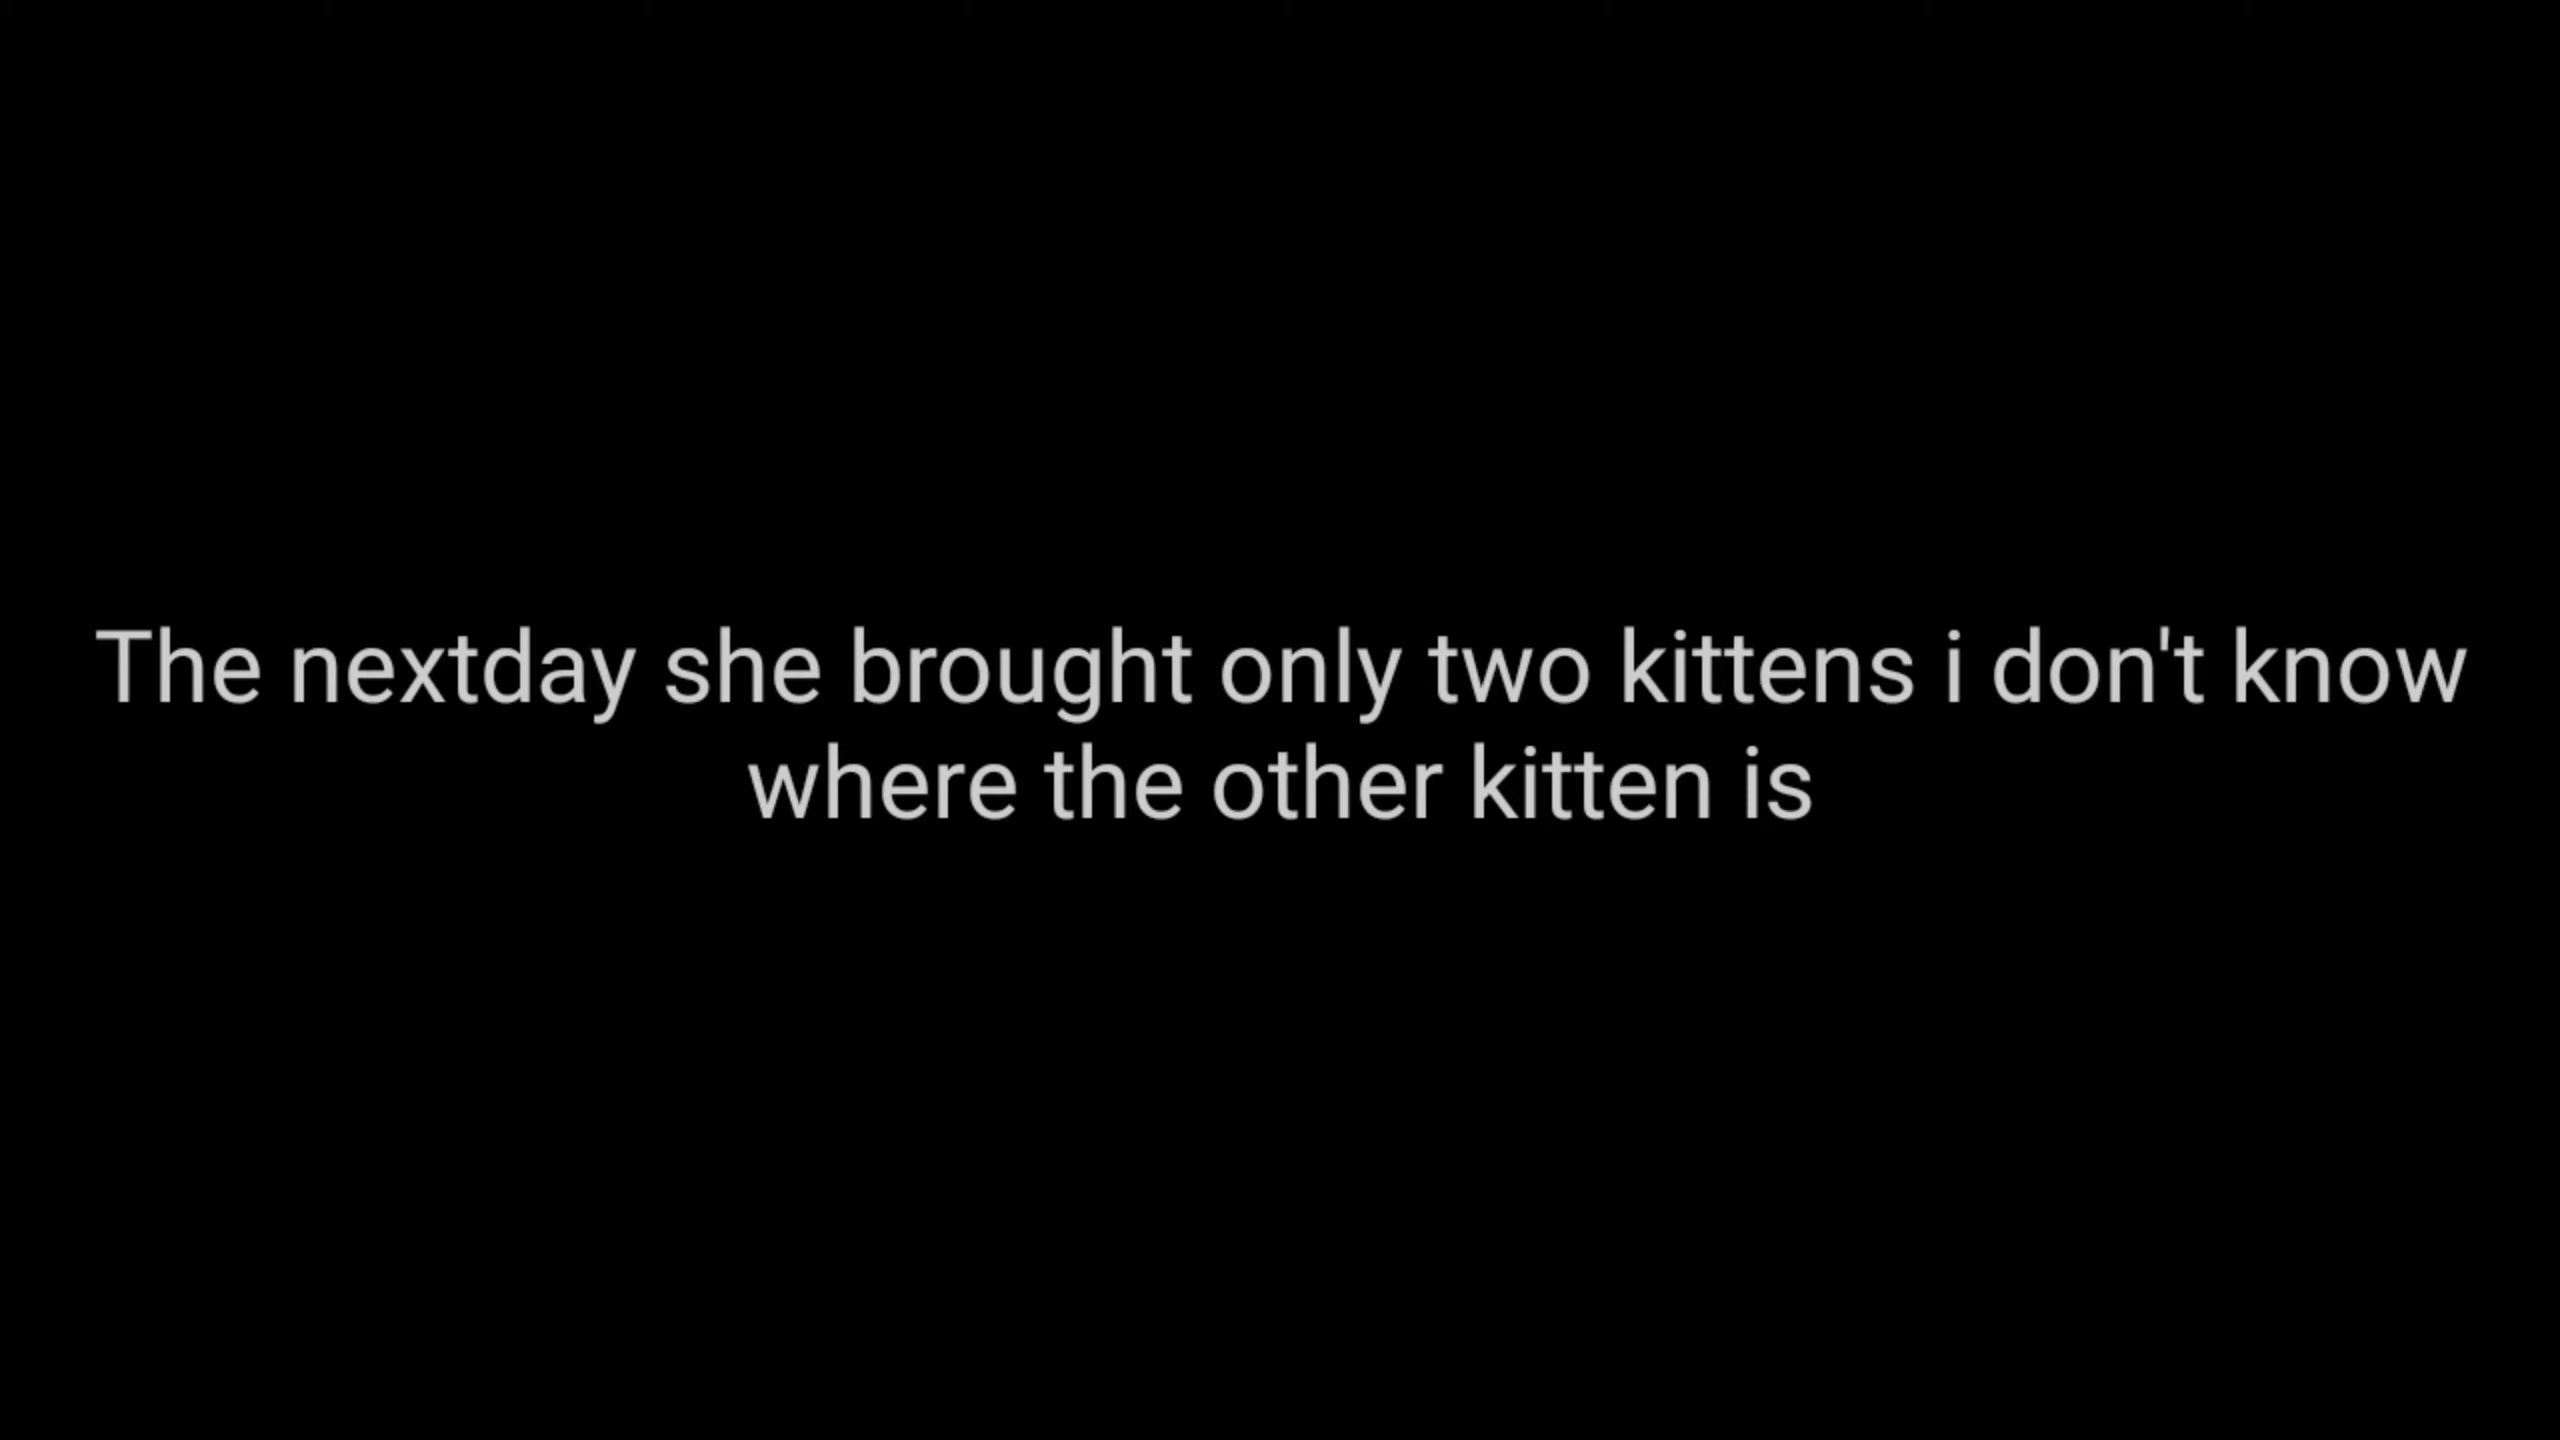 The nextday she brought only two kittens i don't know
where the other kitten is